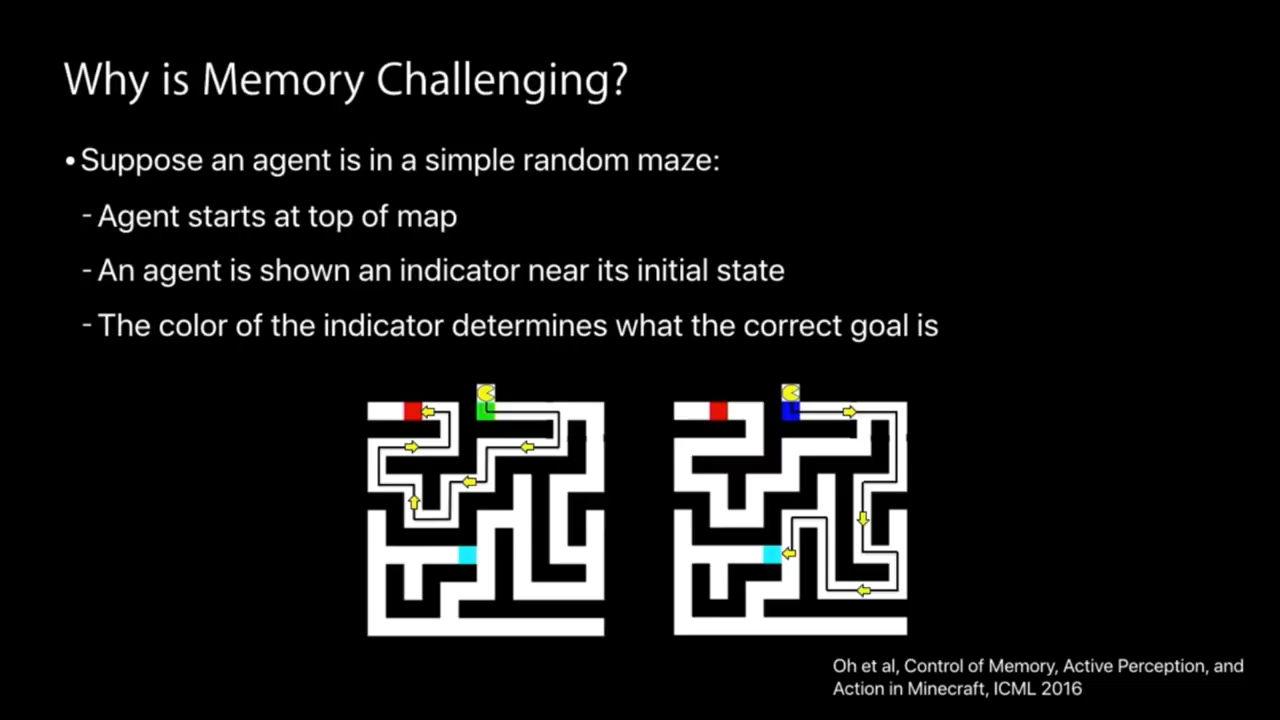 Why is Memory Challenging?
•Suppose an agent is in a simple random maze:
- Agent starts at top of map
- An agent is shown an indicator near its initial state
- The color of the indicator determines what the correct goal is
Oh et al, Control of Memory, Active Perception, and
Action in Minecraft, ICML 2016